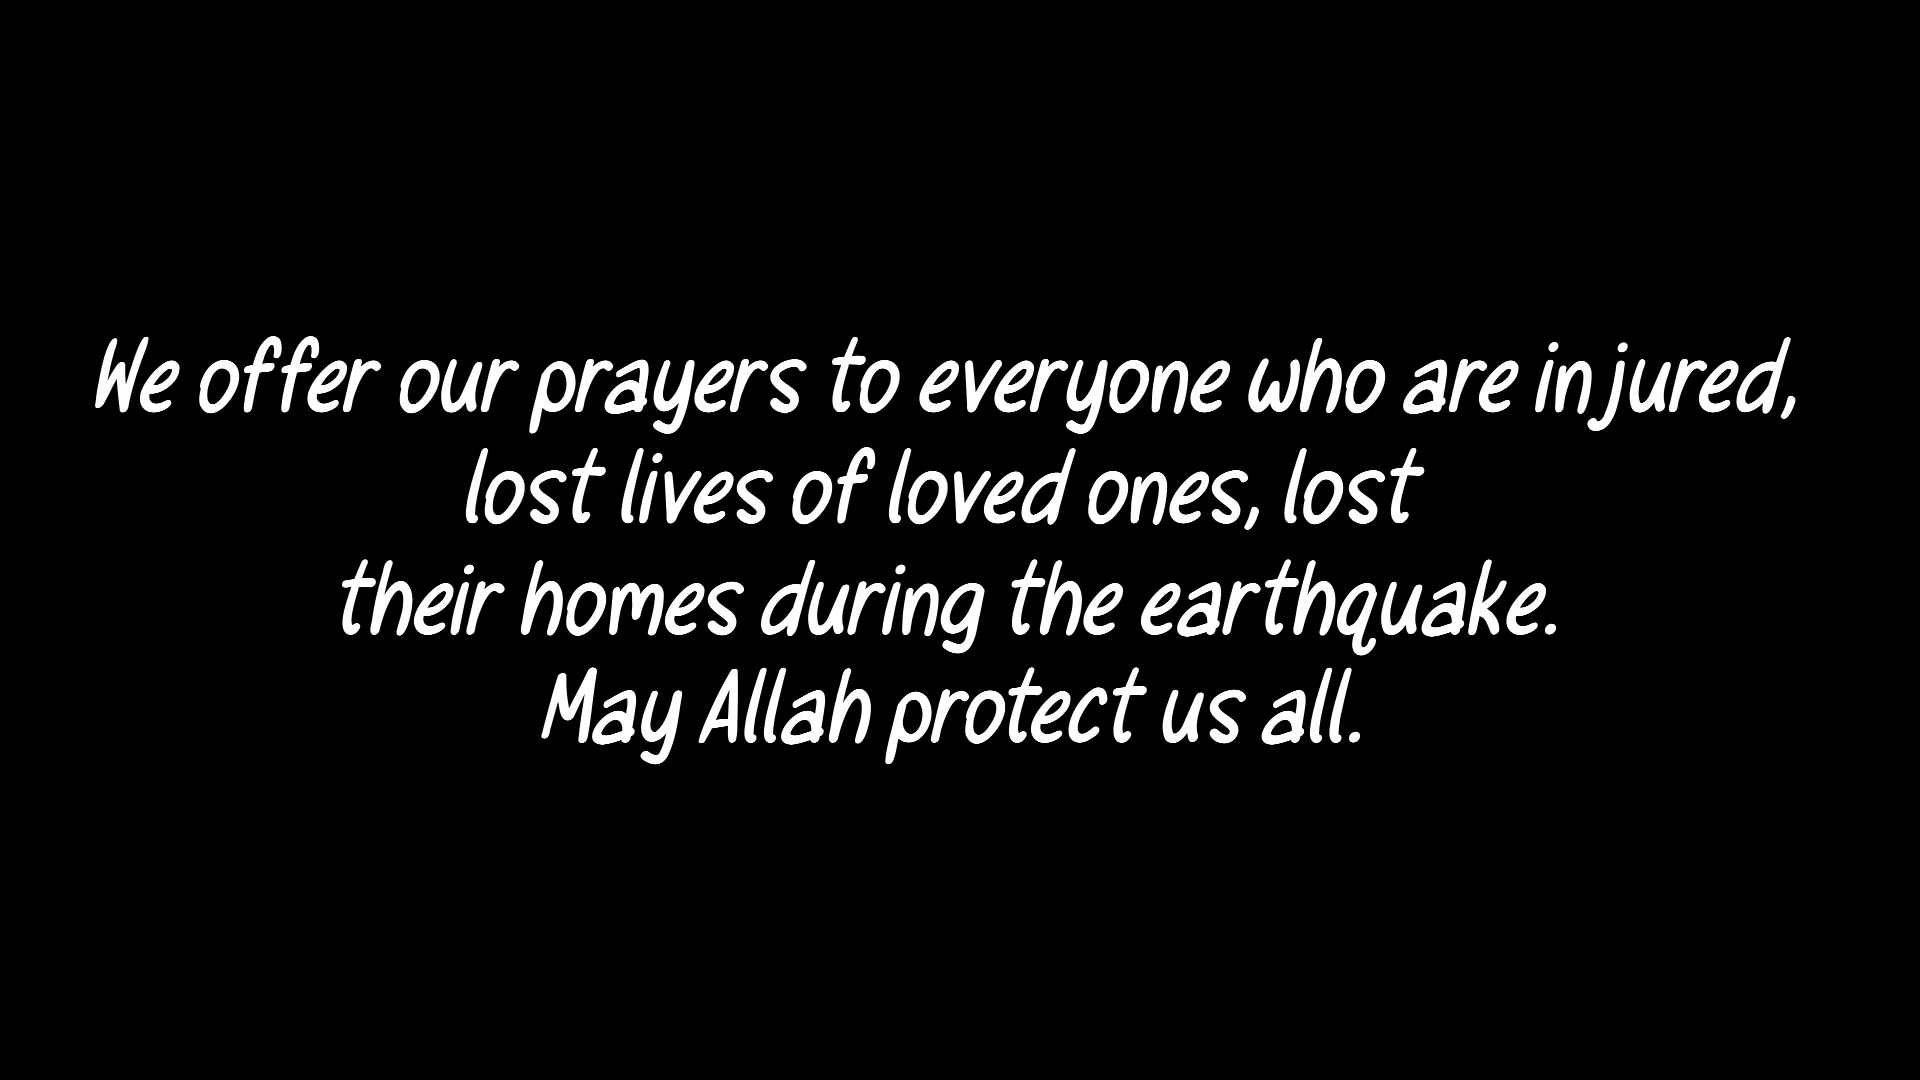 We offer our prayers to everyone who are injured,
lost lives of loved ones, lost
their homes during the earthquake.
May Allah protect us all.